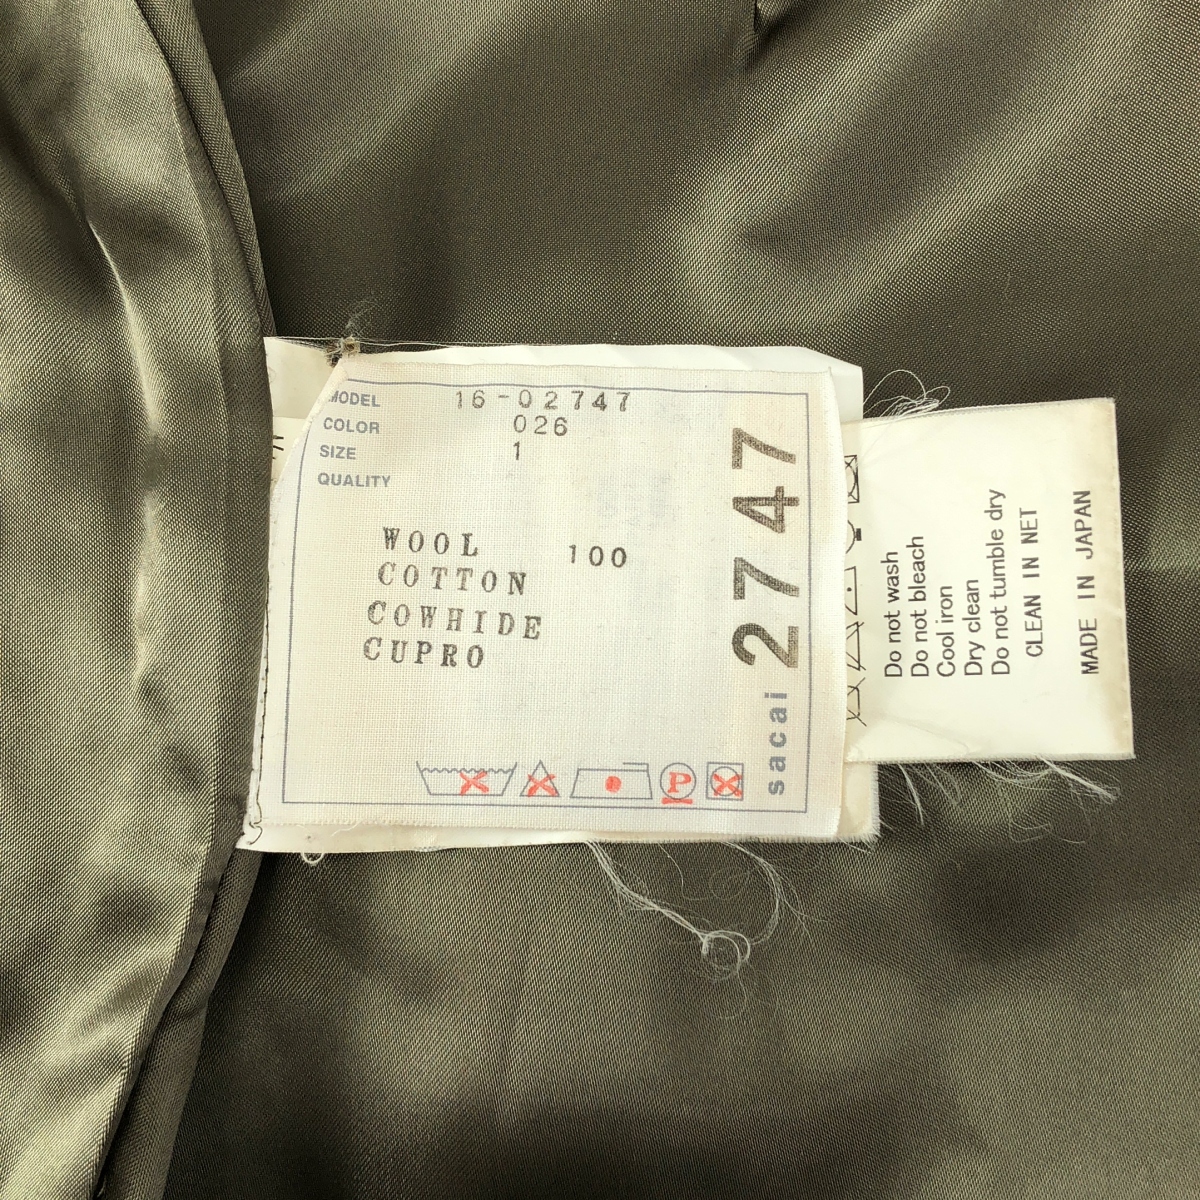 MODEL 16-02747
COLOR 026
SIZE 1
QUALITY
WOOL 100
COTTON
COWHIDE
CUPRO
P
sacai 2747
Do not wash
Do not bleach
Cool iron
Dry clean
Do not tumble dry
CLEAN IN NET
MADE IN JAPAN